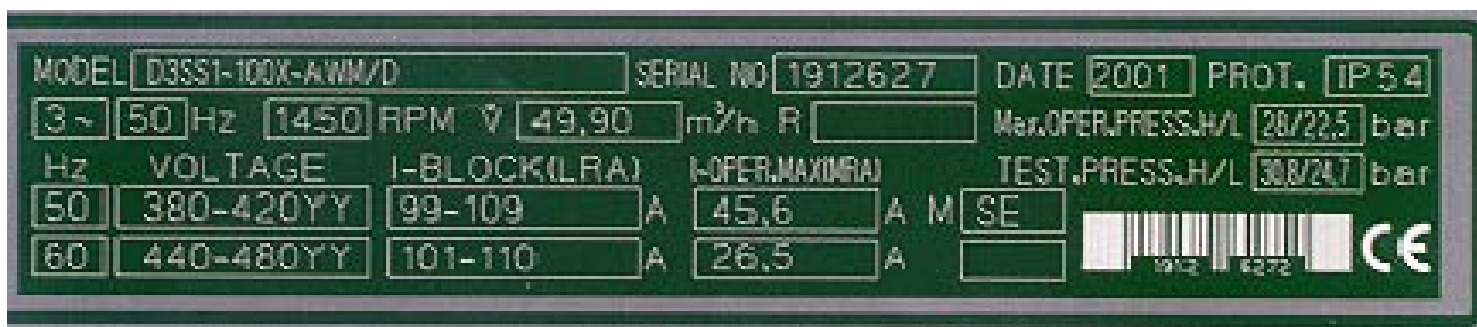 MODEL D3SS1-100X-AWM/D SERIAL NO 1912627 DATE 2001 PROT. IP54
3~ 50 Hz 1450 RPM V̇ 49,90 m³/h R Max.OPER.PRESS.H/L 28/22,5 bar
Hz VOLTAGE I-BLOCK(LRA) I-OPER.MAX(MRA) TEST.PRESS.H/L 30,8/24,7 bar
50 380-420YY 99-109 A 45,6 A M SE
60 440-480YY 101-110 A 26,5 A
1912 6272 CE